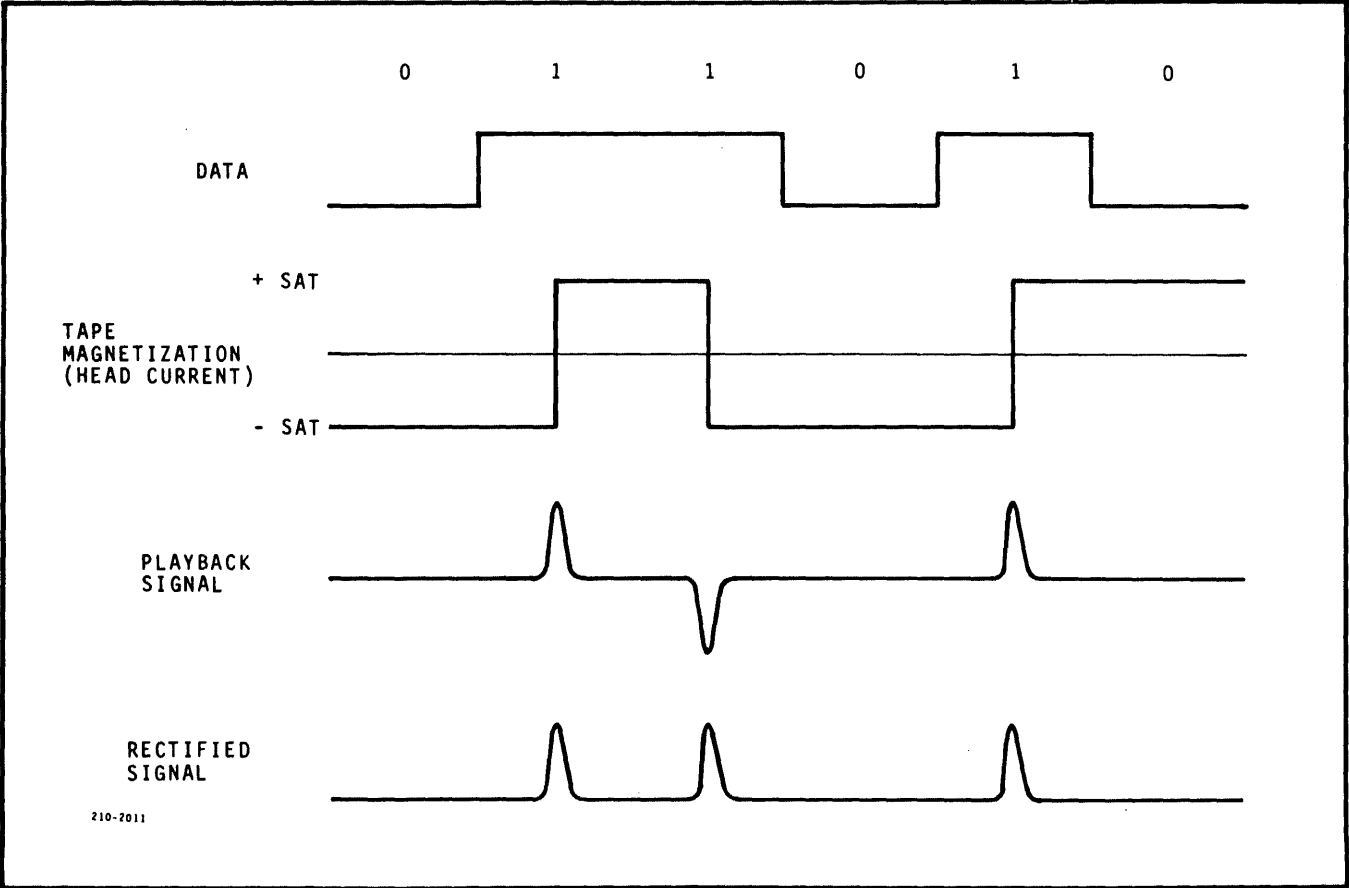 0 1 1 0 1 0
DATA
+ SAT
TAPE
MAGNETIZATION
(HEAD CURRENT)
- SAT
PLAYBACK
SIGNAL
RECTIFIED
SIGNAL
210-2011